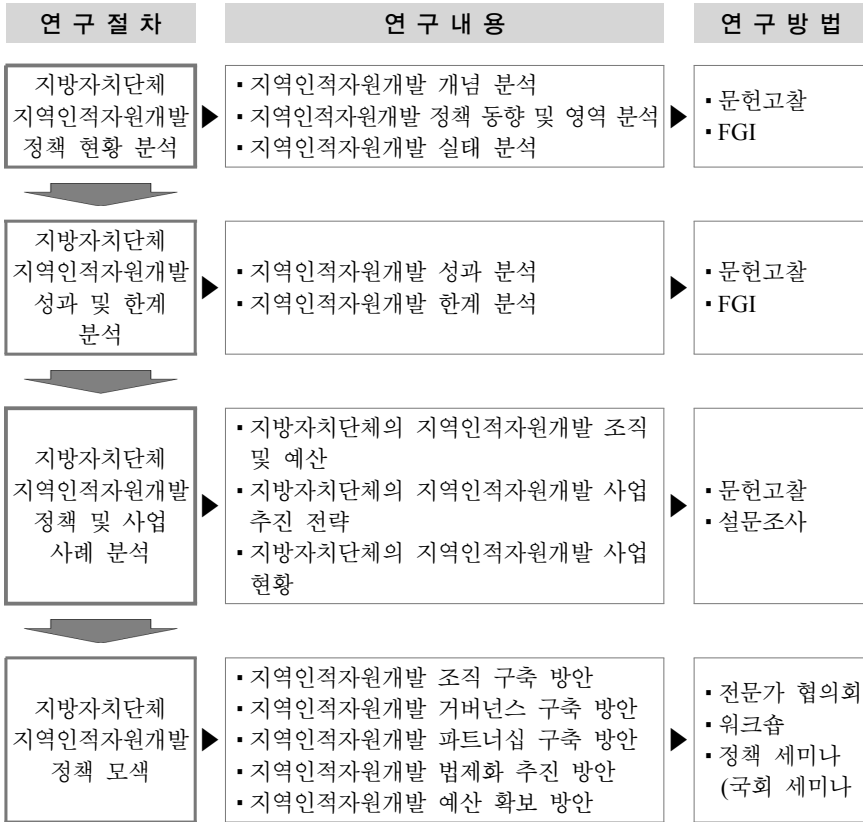 연 구 절 차
연 구 내 용
연 구 방 법
지방자치단체
지역인적자원개발
정책 현황 분석
▪ 지역인적자원개발 개념 분석
▪ 지역인적자원개발 정책 동향 및 영역 분석
▪ 지역인적자원개발 실태 분석
▪ 문헌고찰
▪ FGI
지방자치단체
지역인적자원개발
성과 및 한계
분석
▪ 지역인적자원개발 성과 분석
▪ 지역인적자원개발 한계 분석
▪ 문헌고찰
▪ FGI
지방자치단체
지역인적자원개발
정책 및 사업
사례 분석
▪ 지방자치단체의 지역인적자원개발 조직
및 예산
▪ 지방자치단체의 지역인적자원개발 사업
추진 전략
▪ 지방자치단체의 지역인적자원개발 사업
현황
▪ 문헌고찰
▪ 설문조사
지방자치단체
지역인적자원개발
정책 모색
▪ 지역인적자원개발 조직 구축 방안
▪ 지역인적자원개발 거버넌스 구축 방안
▪ 지역인적자원개발 파트너십 구축 방안
▪ 지역인적자원개발 법제화 추진 방안
▪ 지역인적자원개발 예산 확보 방안
▪ 전문가 협의회
▪ 워크숍
▪ 정책 세미나
(국회 세미나